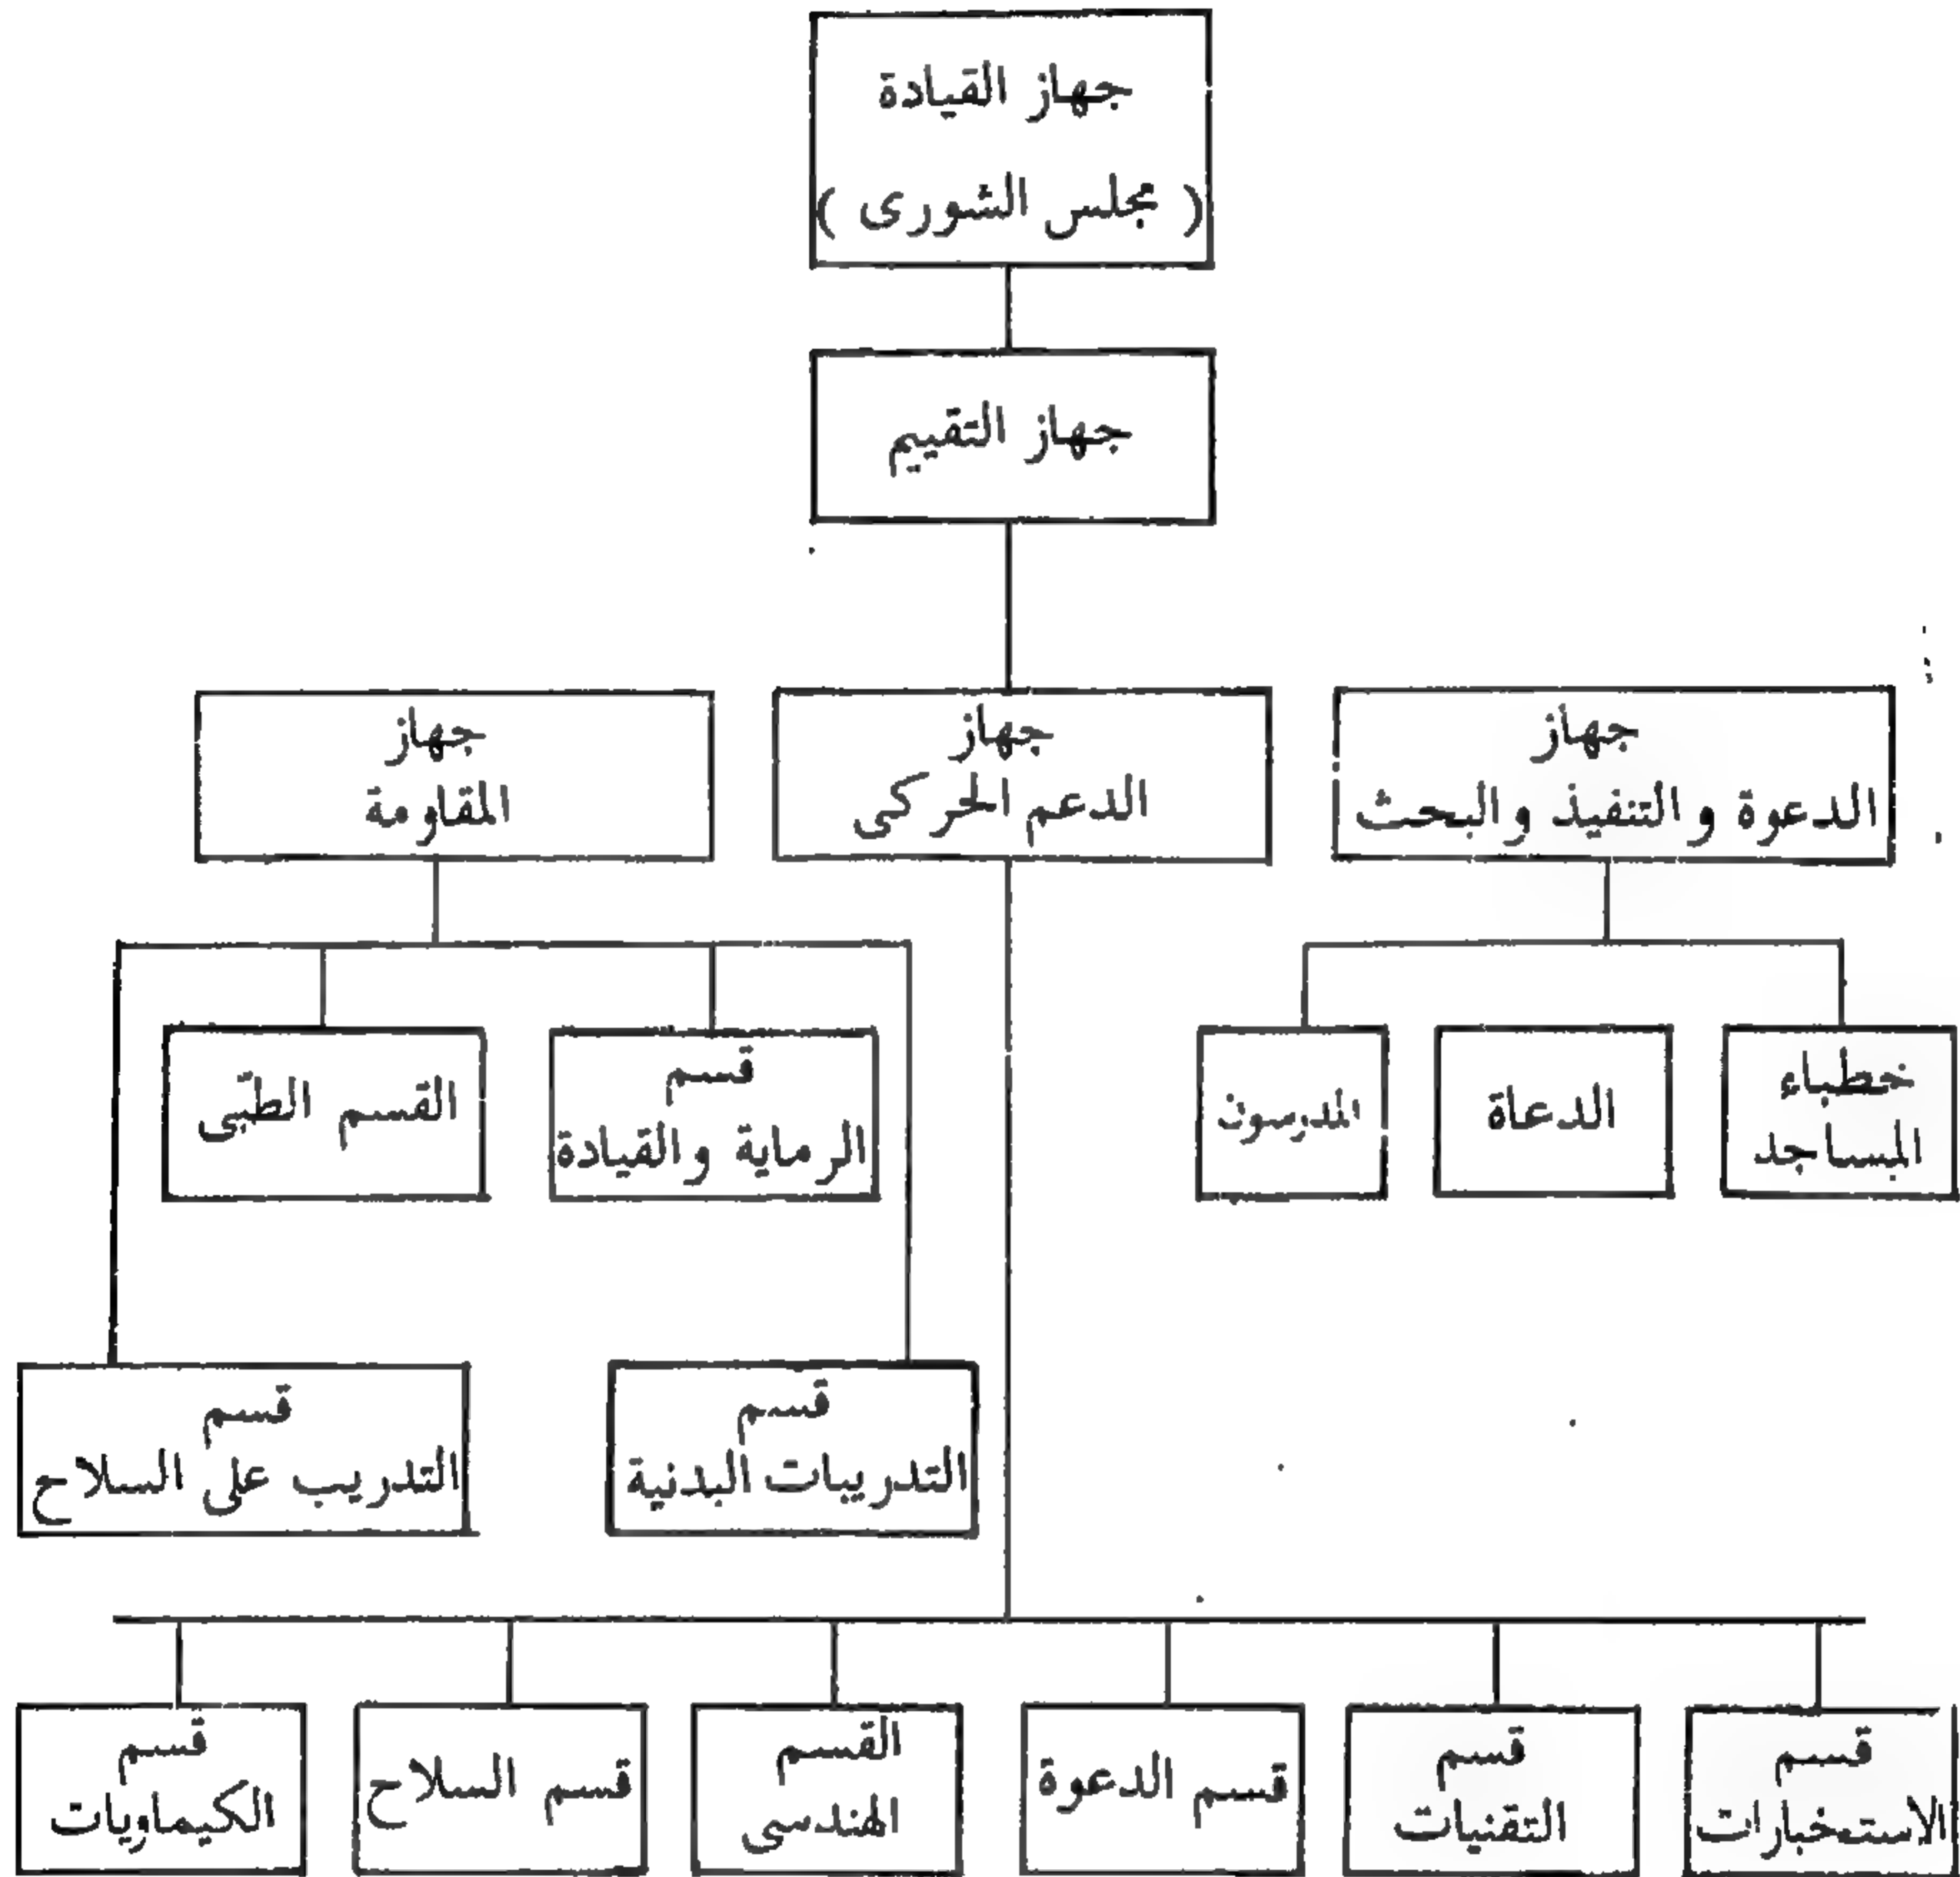 جهاز القيادة
( مجلس الشورى )
جهاز التقييم
جهاز
الدعوة والتنفيذ والبحث
جهاز
الدعم الحركى
جهاز
المقاومة
خطباء
المساجد
الدعاة
المدرسون
قسم
الرماية والقيادة
القسم الطبى
قسم
التدريبات البدنية
قسم
التدريب على السلاح
قسم
الاستخبارات
قسم
التقنيات
قسم الدعوة
القسم
الهندسى
قسم السلاح
قسم
الكيماويات